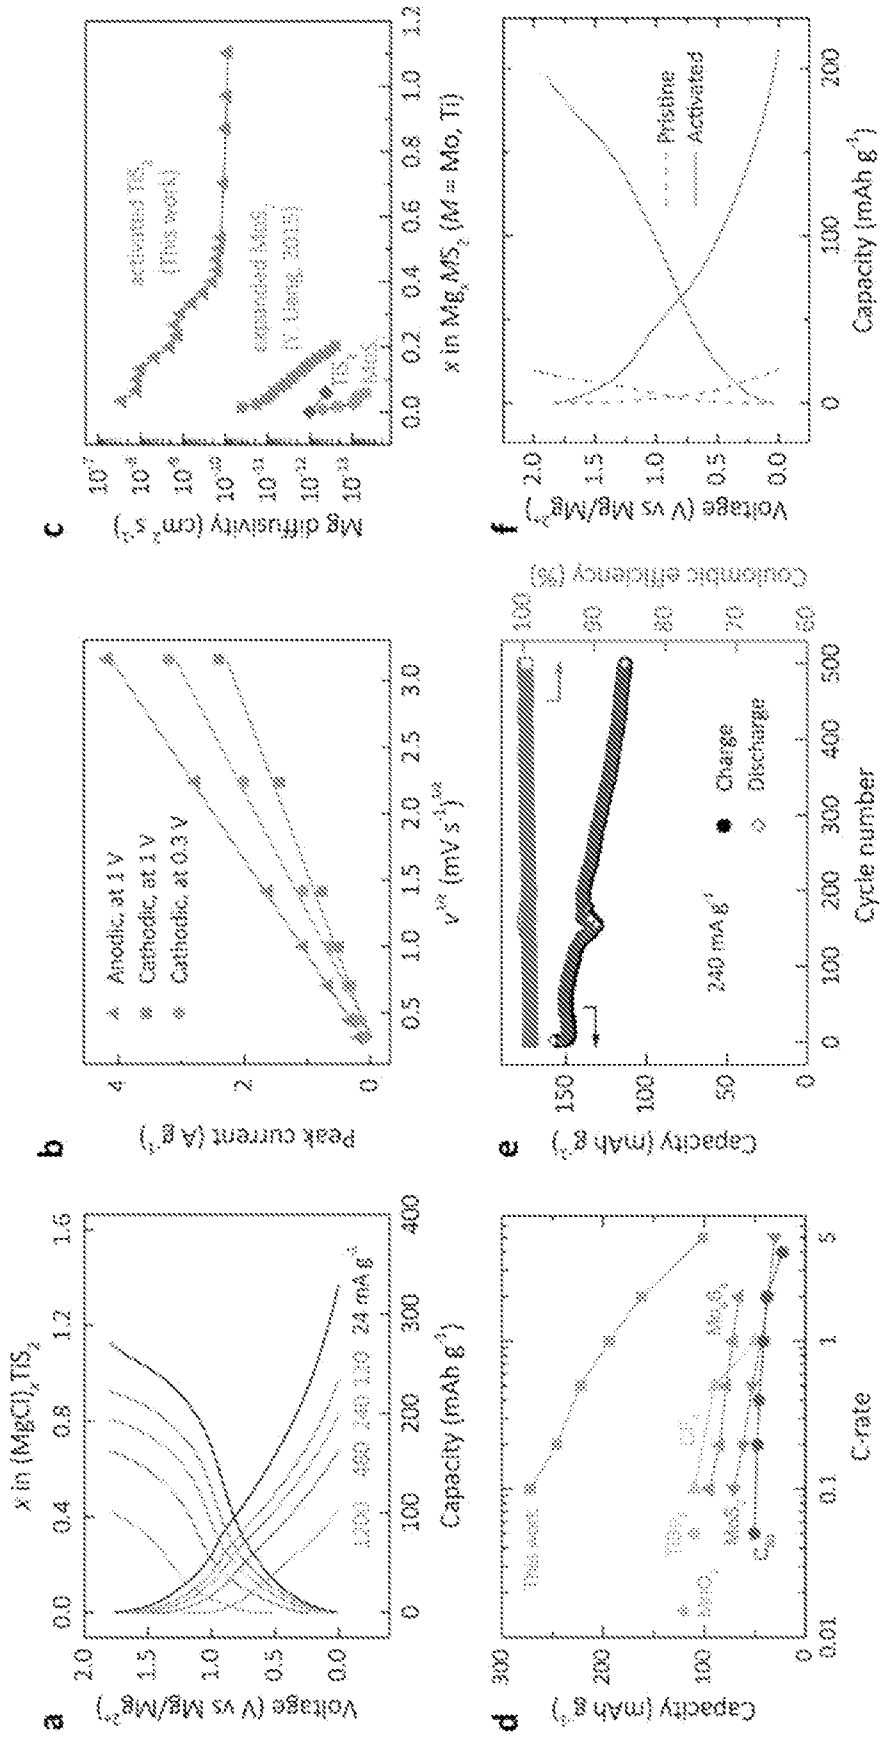 a
x in (MgCl)ₓTiS₂
0.0 0.4 0.8 1.2 1.6
2.0
1.5
1.0
0.5
0.0
Voltage (V vs Mg/Mg²⁺)
1200 480 240 120 24 mA g⁻¹
0 100 200 300 400
Capacity (mAh g⁻¹)
b
Anodic, at 1 V
Cathodic, at 1 V
Cathodic, at 0.3 V
4
2
0
Peak current (A g⁻¹)
0.5 1.0 1.5 2.0 2.5 3.0
v¹ᐟ² (mV s⁻¹)¹ᐟ²
c
10⁻⁷
10⁻⁸
10⁻⁹
10⁻¹⁰
10⁻¹¹
10⁻¹²
10⁻¹³
Mg diffusivity (cm² s⁻¹)
activated TiS₂
(This work)
expanded MoS₂
(Y. Liang, 2015)
TiS₂
MoS₂
0.0 0.2 0.4 0.6 0.8 1.0 1.2
x in MgₓMS₂ (M = Mo, Ti)
d
300
200
100
0
Capacity (mAh g⁻¹)
This work
Mo₆S₈
MoS₂
C₆₀
0.01 0.1 1 5
C-rate
e
150
100
50
0
Capacity (mAh g⁻¹)
240 mA g⁻¹
Charge
Discharge
100
90
80
70
60
Coulombic efficiency (%)
0 100 200 300 400 500
Cycle number
f
2.0
1.5
1.0
0.5
0.0
Voltage (V vs Mg/Mg²⁺)
Pristine
Activated
0 100 200
Capacity (mAh g⁻¹)